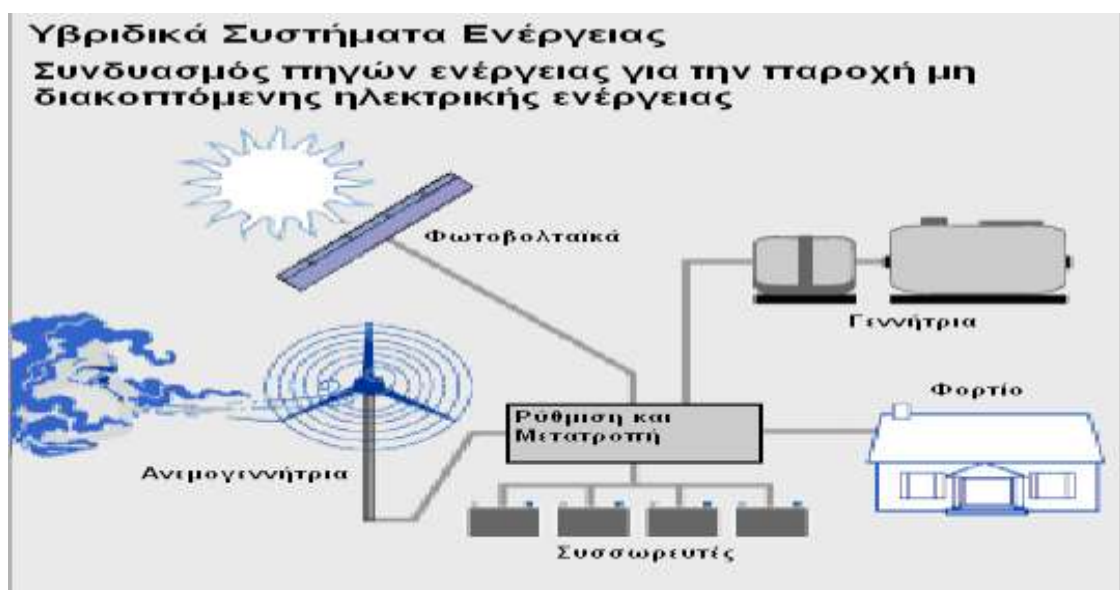 Υβριδικά Συστήματα Ενέργειας
Συνδυασμός πηγών ενέργειας για την παροχή μη
διακοπτόμενης ηλεκτρικής ενέργειας
Φωτοβολταϊκά
Γεννήτρια
Φορτίο
Ρύθμιση και
Μετατροπή
Ανεμογεννήτρια
Συσσωρευτές